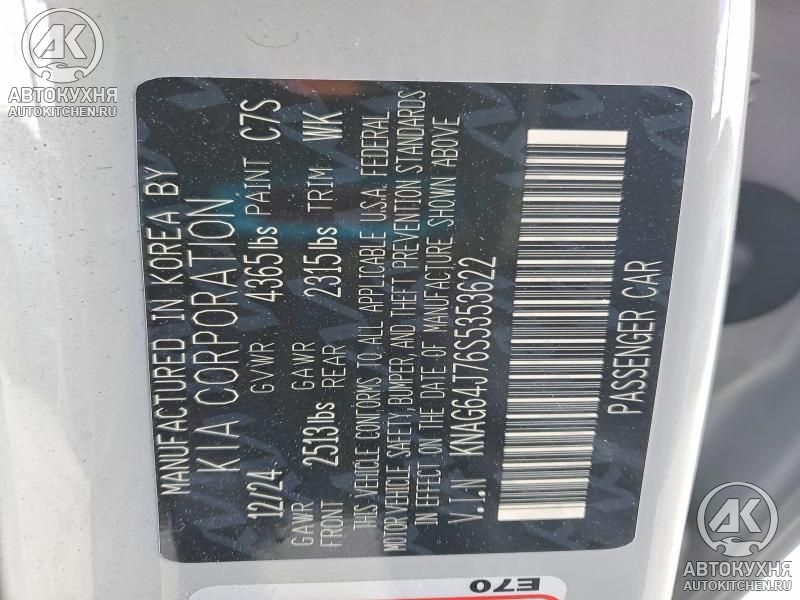 MANUFACTURED IN KOREA BY
KIA CORPORATION
12/24 GVWR 4365lbs PAINT C7S
GAWR FRONT 2513lbs GAWR REAR 2315lbs TRIM WK
THIS VEHICLE CONFORMS TO ALL APPLICABLE U.S.A. FEDERAL
MOTOR VEHICLE SAFETY, BUMPER, AND THEFT PREVENTION STANDARDS
IN EFFECT ON THE DATE OF MANUFACTURE SHOWN ABOVE
V.I.N KNAG64J76S5353622
PASSENGER CAR
E70
АК
АВТОКУХНЯ
AUTOKITCHEN.RU
АК
АВТОКУХНЯ
AUTOKITCHEN.RU